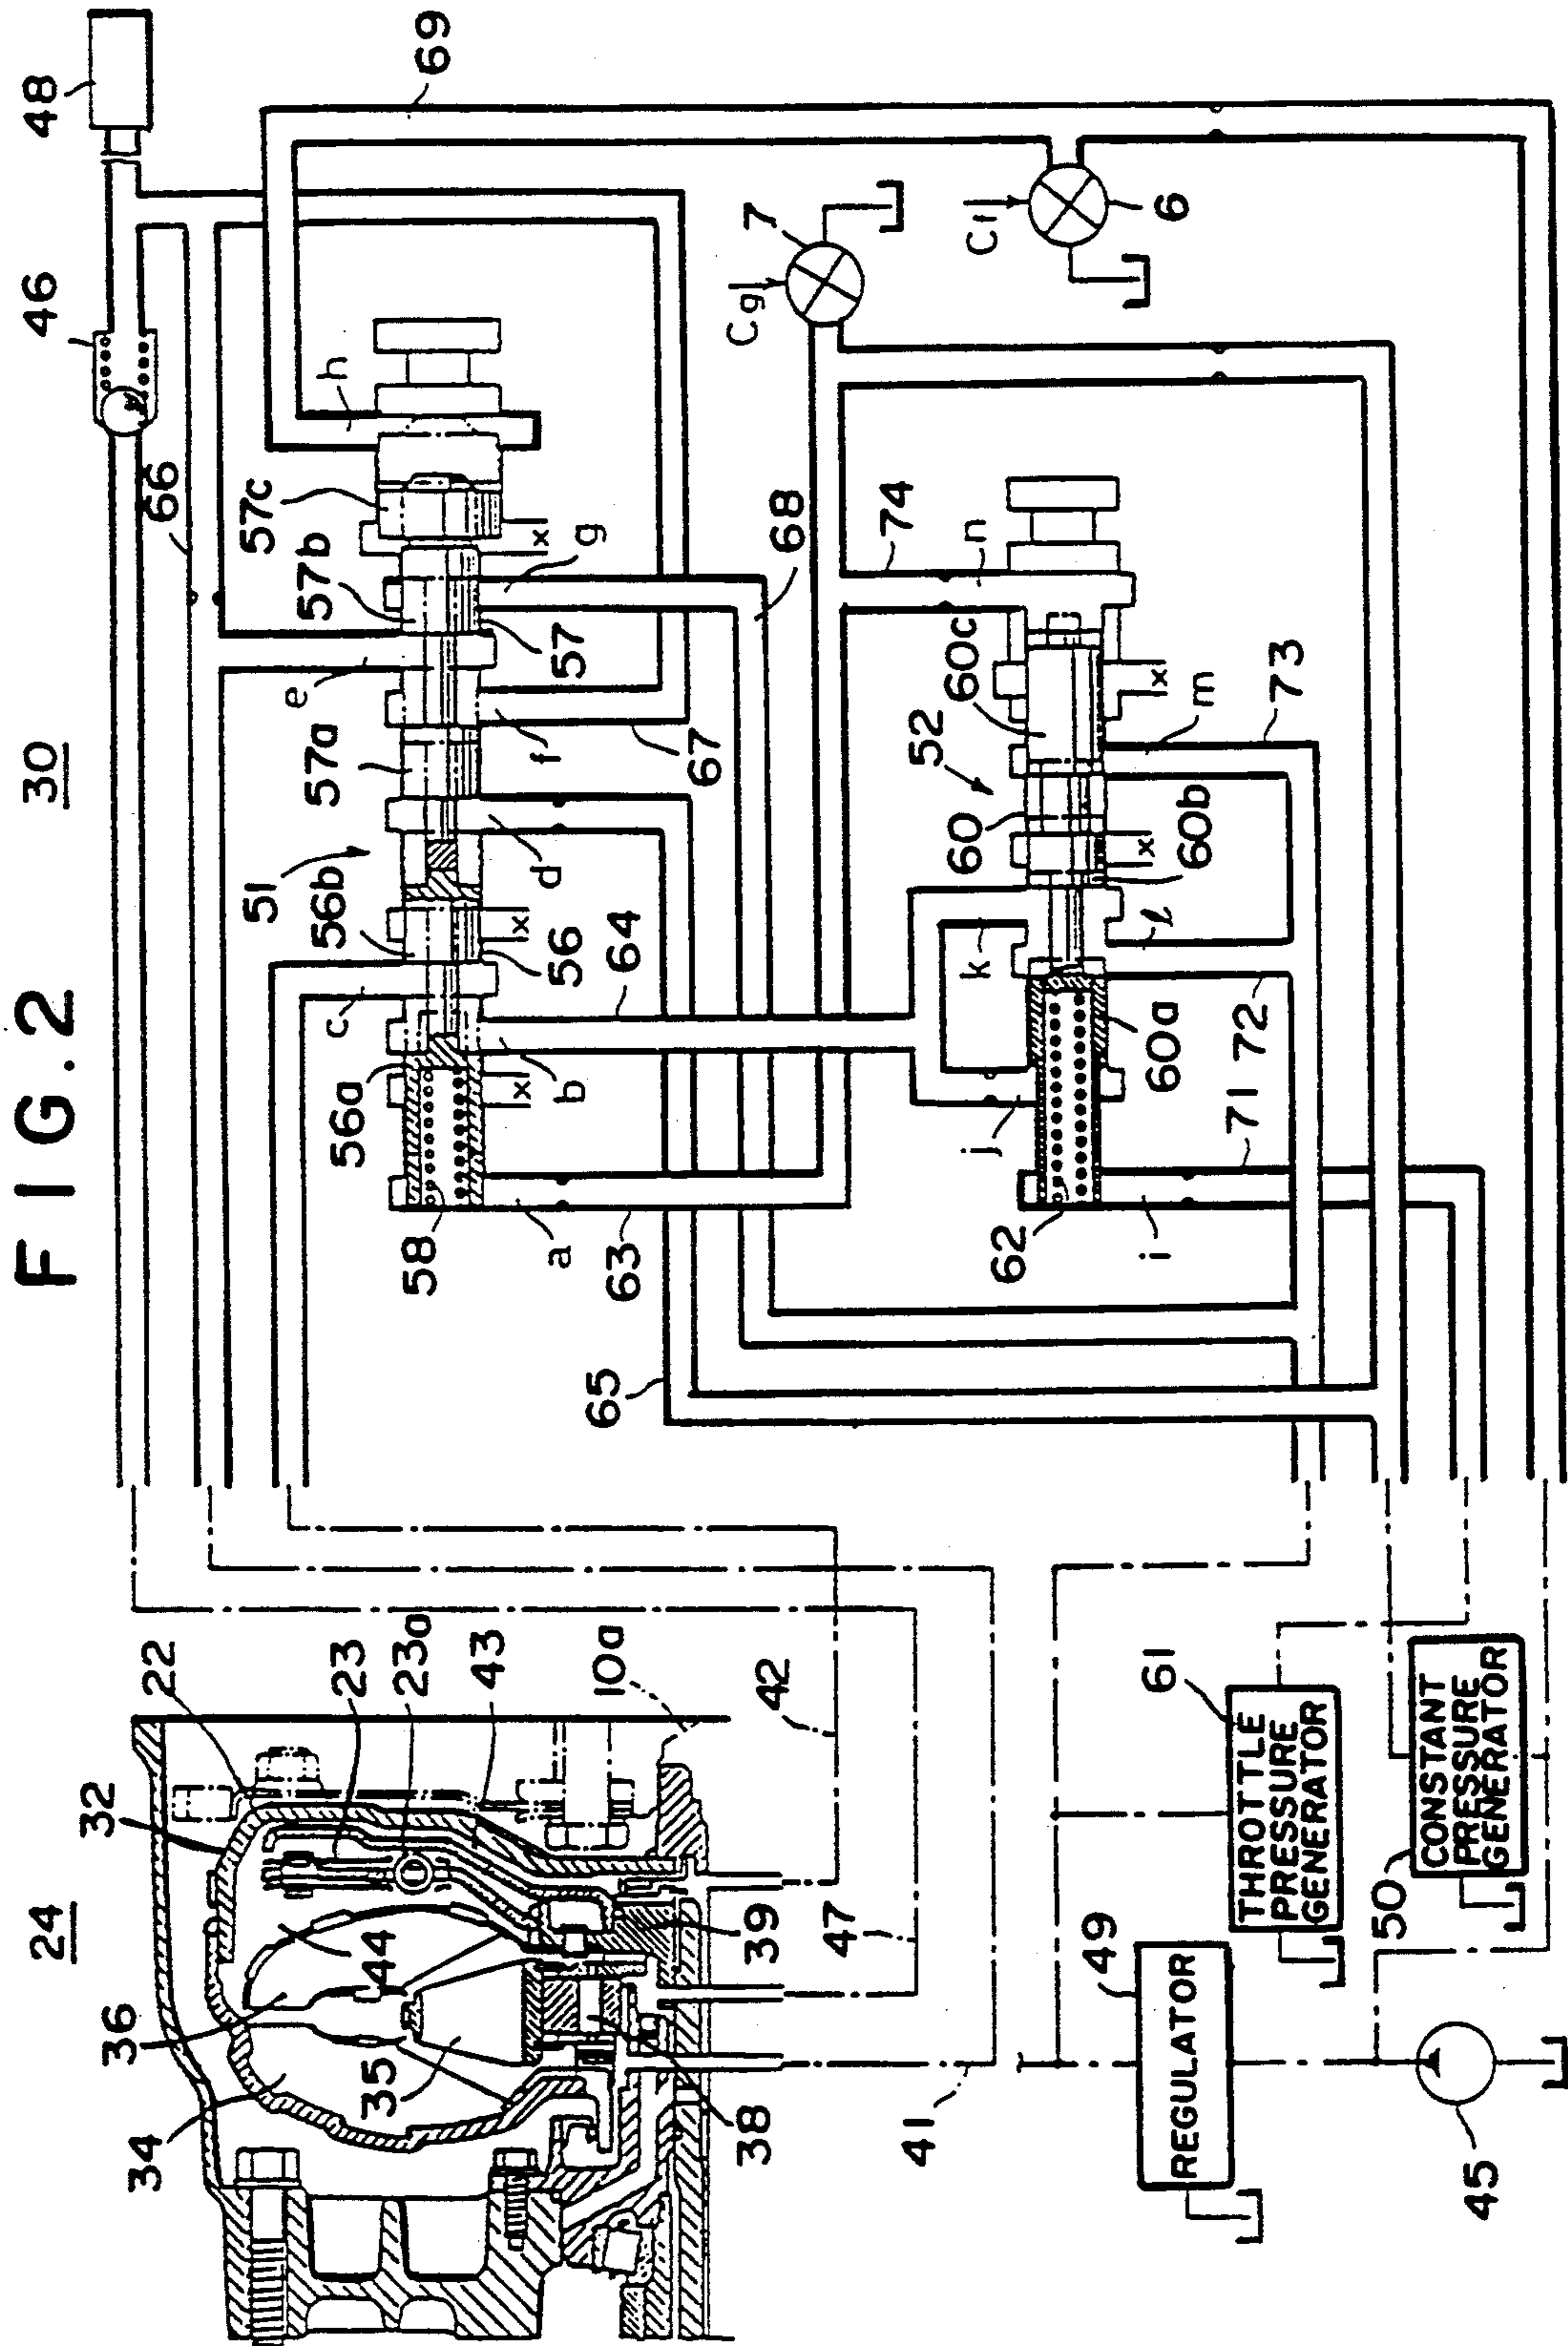 FIG.2
30
24
48
46
66
69
h
57c
57b
57a
51
56b
56
56a
58
57
x
g
e
f
67
d
x
c
64
b
x
a
63
65
68
7
Cg
Cf
6
74
n
60c
52
60
60b
x
m
73
x
k
ℓ
72
60a
j
71
62
i
22
32
23
23a
43
10a
42
44
39
47
36
34
35
38
41
61
THROTTLE
PRESSURE
GENERATOR
CONSTANT
PRESSURE
GENERATOR
50
49
REGULATOR
45